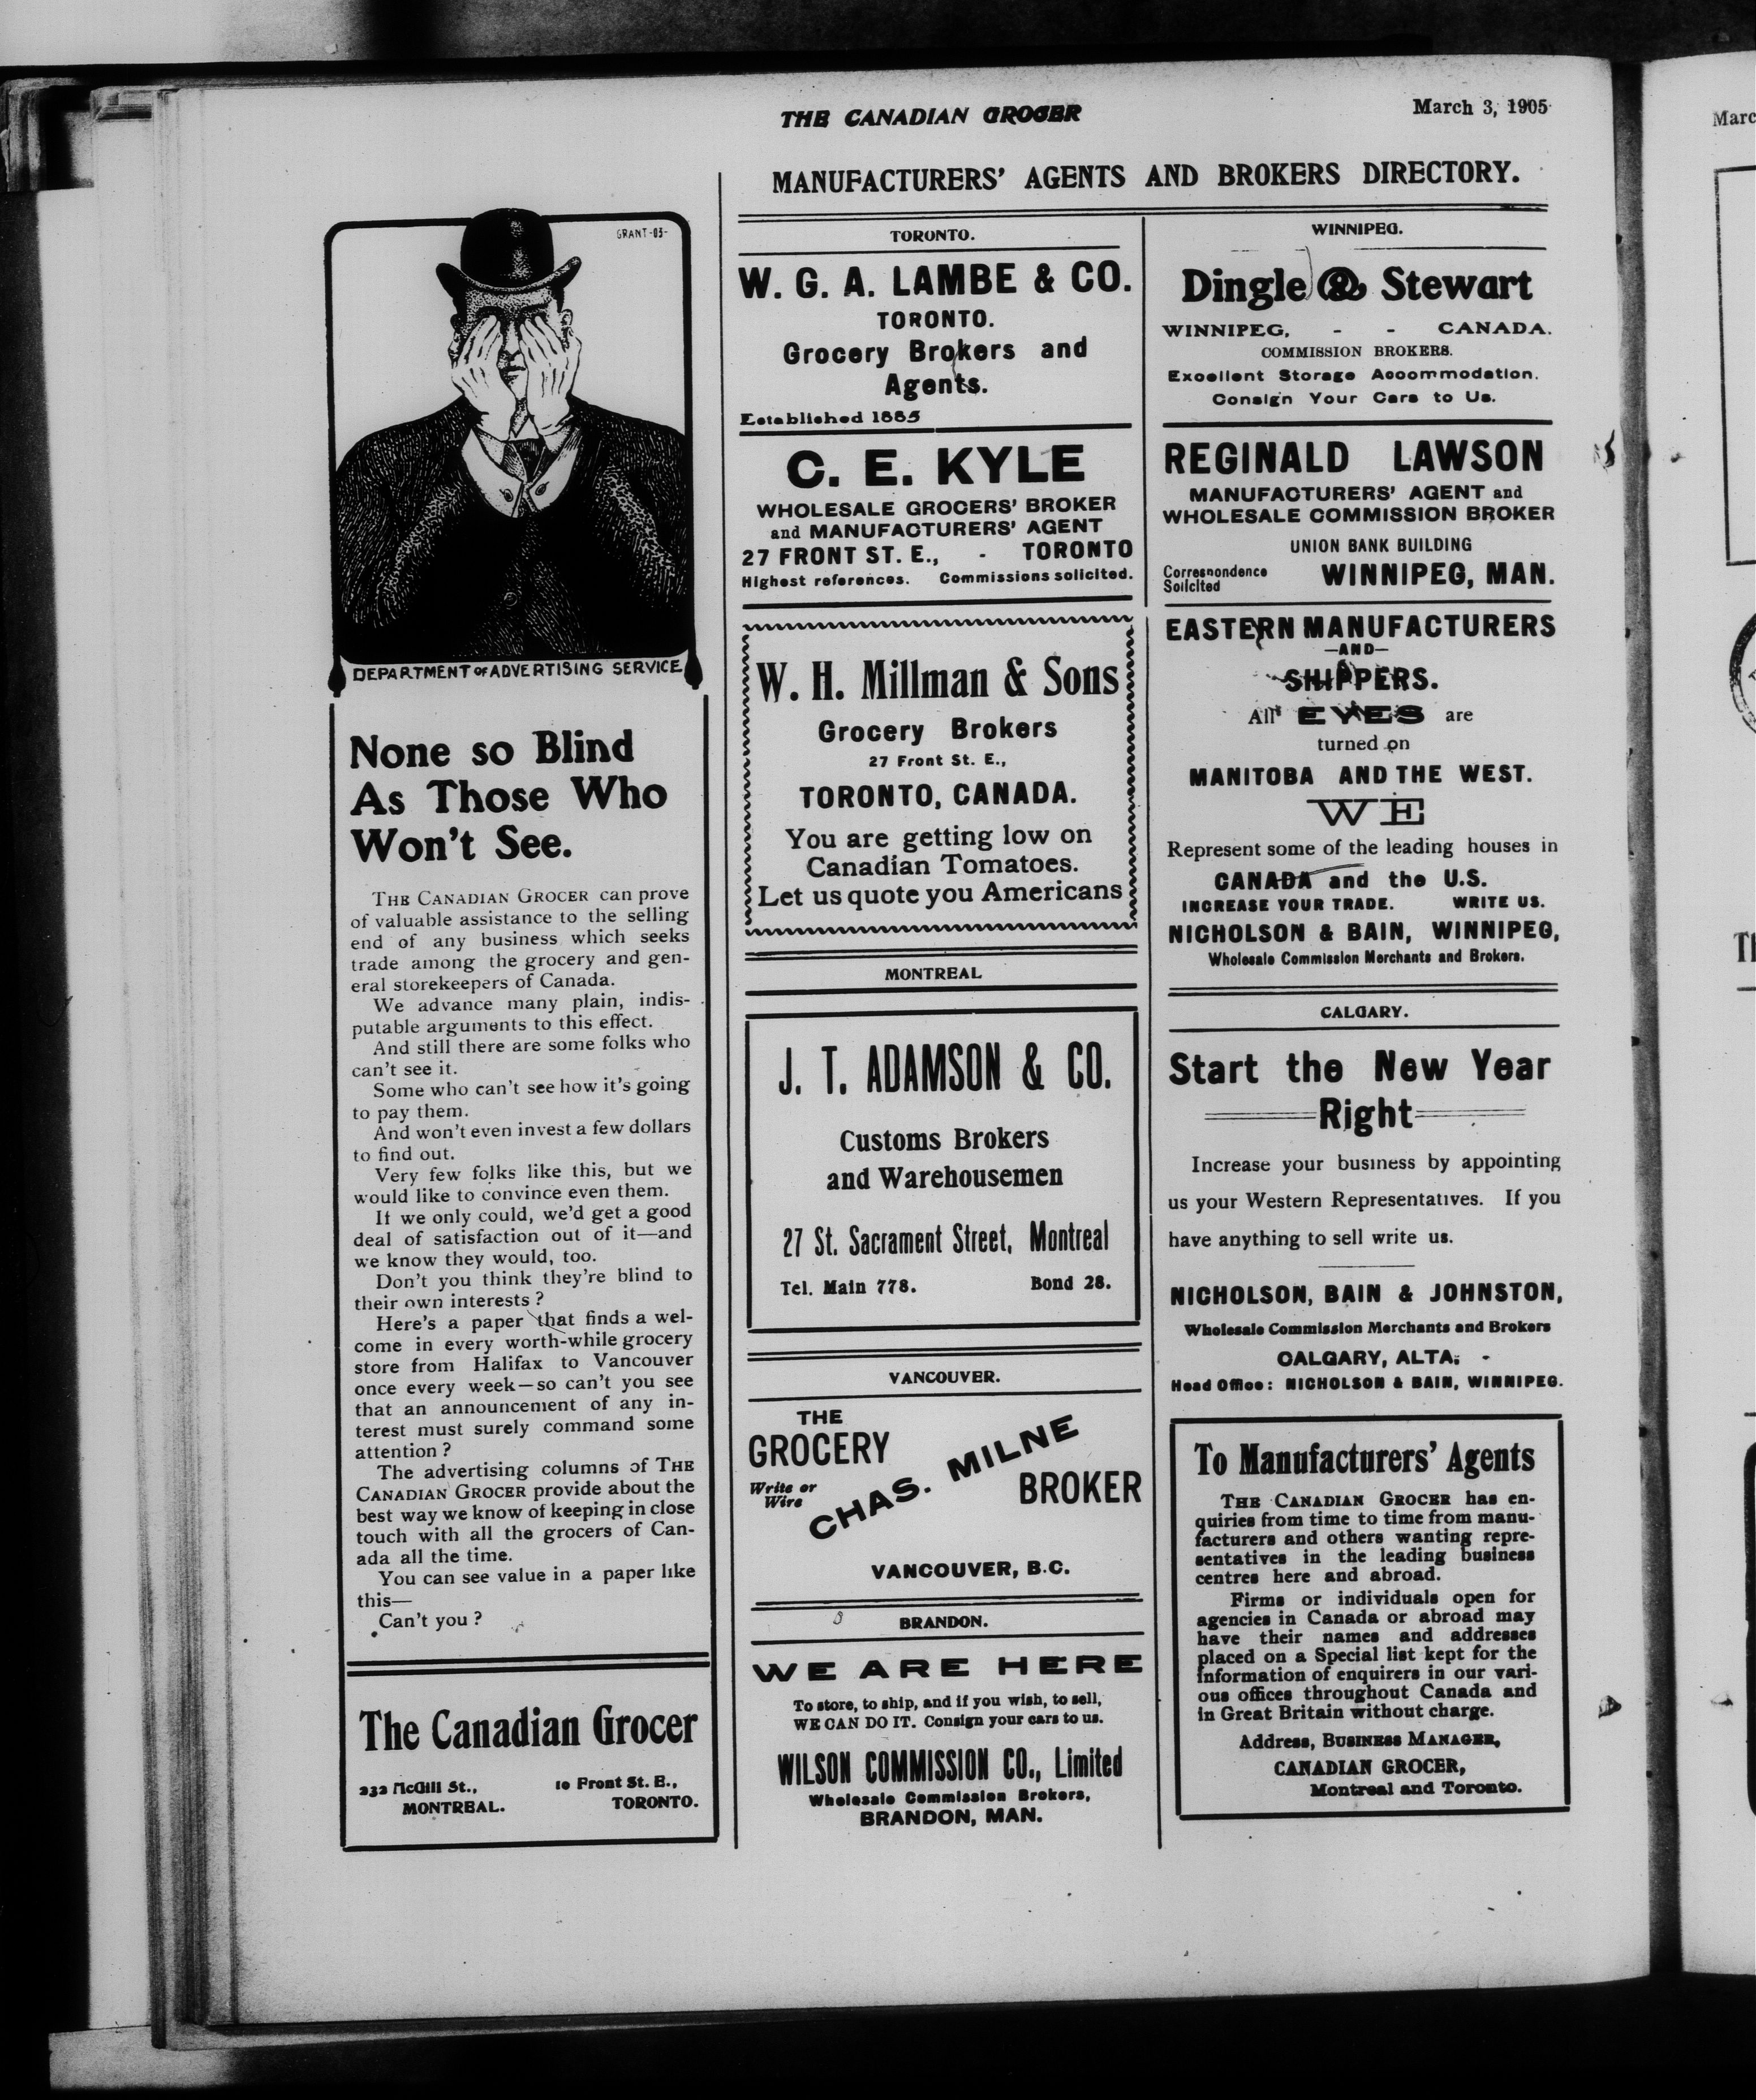 THE CANADIAN GROCER
March 3, 1905
MANUFACTURERS' AGENTS AND BROKERS DIRECTORY.
GRANT-03-
DEPARTMENT OF ADVERTISING SERVICE
None so Blind
As Those Who
Won't See.
THE CANADIAN GROCER can prove
of valuable assistance to the selling
end of any business which seeks
trade among the grocery and gen-
eral storekeepers of Canada.
We advance many plain, indis-
putable arguments to this effect.
And still there are some folks who
can't see it.
Some who can't see how it's going
to pay them.
And won't even invest a few dollars
to find out.
Very few folks like this, but we
would like to convince even them.
If we only could, we'd get a good
deal of satisfaction out of it—and
we know they would, too.
Don't you think they're blind to
their own interests?
Here's a paper that finds a wel-
come in every worth-while grocery
store from Halifax to Vancouver
once every week—so can't you see
that an announcement of any in-
terest must surely command some
attention?
The advertising columns of THE
CANADIAN GROCER provide about the
best way we know of keeping in close
touch with all the grocers of Can-
ada all the time.
You can see value in a paper like
this—
Can't you?
The Canadian Grocer
232 McGill St.,
MONTREAL.
10 Front St. E.,
TORONTO.
TORONTO.
W. G. A. LAMBE & CO.
TORONTO.
Grocery Brokers and
Agents.
Established 1885
C. E. KYLE
WHOLESALE GROCERS' BROKER
and MANUFACTURERS' AGENT
27 FRONT ST. E., - TORONTO
Highest references. Commissions solicited.
W. H. Millman & Sons
Grocery Brokers
27 Front St. E.,
TORONTO, CANADA.
You are getting low on
Canadian Tomatoes.
Let us quote you Americans
MONTREAL
J. T. ADAMSON & CO.
Customs Brokers
and Warehousemen
27 St. Sacrament Street, Montreal
Tel. Main 778. Bond 28.
VANCOUVER.
THE
GROCERY
Write or
Wire
CHAS. MILNE
BROKER
VANCOUVER, B.C.
BRANDON.
WE ARE HERE
To store, to ship, and if you wish, to sell,
WE CAN DO IT. Consign your cars to us.
WILSON COMMISSION CO., Limited
Wholesale Commission Brokers,
BRANDON, MAN.
WINNIPEG.
Dingle & Stewart
WINNIPEG, - - CANADA.
COMMISSION BROKERS.
Excellent Storage Accommodation.
Consign Your Cars to Us.
REGINALD LAWSON
MANUFACTURERS' AGENT and
WHOLESALE COMMISSION BROKER
UNION BANK BUILDING
Correspondence
Solicited
WINNIPEG, MAN.
EASTERN MANUFACTURERS
—AND—
SHIPPERS.
All EYES are
turned on
MANITOBA AND THE WEST.
WE
Represent some of the leading houses in
CANADA and the U.S.
INCREASE YOUR TRADE. WRITE US.
NICHOLSON & BAIN, WINNIPEG,
Wholesale Commission Merchants and Brokers.
CALGARY.
Start the New Year
Right
Increase your business by appointing
us your Western Representatives. If you
have anything to sell write us.
NICHOLSON, BAIN & JOHNSTON,
Wholesale Commission Merchants and Brokers
CALGARY, ALTA. -
Head Office: NICHOLSON & BAIN, WINNIPEG.
To Manufacturers' Agents
THE CANADIAN GROCER has en-
quiries from time to time from manu-
facturers and others wanting repre-
sentatives in the leading business
centres here and abroad.
Firms or individuals open for
agencies in Canada or abroad may
have their names and addresses
placed on a Special list kept for the
information of enquirers in our vari-
ous offices throughout Canada and
in Great Britain without charge.
Address, BUSINESS MANAGER,
CANADIAN GROCER,
Montreal and Toronto.
Marc